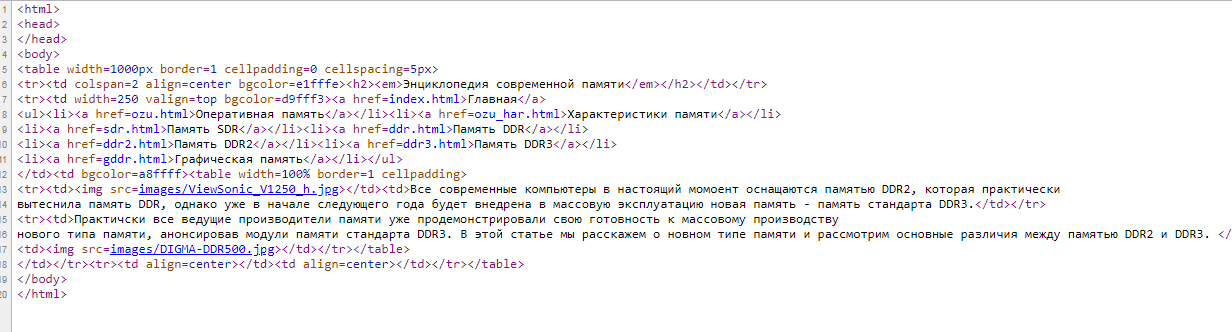 1 <html>
2 <head>
3 </head>
4 <body>
5 <table width=1000px border=1 cellpadding=0 cellspacing=5px>
6 <tr><td colspan=2 align=center bgcolor=e1fffe><h2><em>Энциклопедия современной памяти</em></h2></td></tr>
7 <tr><td width=250 valign=top bgcolor=d9fff3><a href=index.html>Главная</a>
8 <ul><li><a href=ozu.html>Оперативная память</a></li><li><a href=ozu_har.html>Характеристики памяти</a></li>
9 <li><a href=sdr.html>Память SDR</a></li><li><a href=ddr.html>Память DDR</a></li>
10 <li><a href=ddr2.html>Память DDR2</a></li><li><a href=ddr3.html>Память DDR3</a></li>
11 <li><a href=gddr.html>Графическая память</a></li></ul>
12 </td><td bgcolor=a8ffff><table width=100% border=1 cellpadding>
13 <tr><td><img src=images/ViewSonic_V1250_h.jpg></td><td>Все современные компьютеры в настоящий момоент оснащаются памятью DDR2, которая практически
14 вытеснила память DDR, однако уже в начале следующего года будет внедрена в массовую эксплуатацию новая память - память стандарта DDR3.</td></tr>
15 <tr><td>Практичски все ведущие производители памяти уже продемонстрировали свою готовность к массовому производству
16 нового типа памяти, анонсировав модули памяти стандарта DDR3. В этой статье мы расскажем о новном типе памяти и рассмотрим основные различия между памятью DDR2 и DDR3. </
17 <td><img src=images/DIGMA-DDR500.jpg></td></tr></table>
18 </td></tr><tr><td align=center></td><td align=center></td></tr></table>
19 </body>
20 </html>